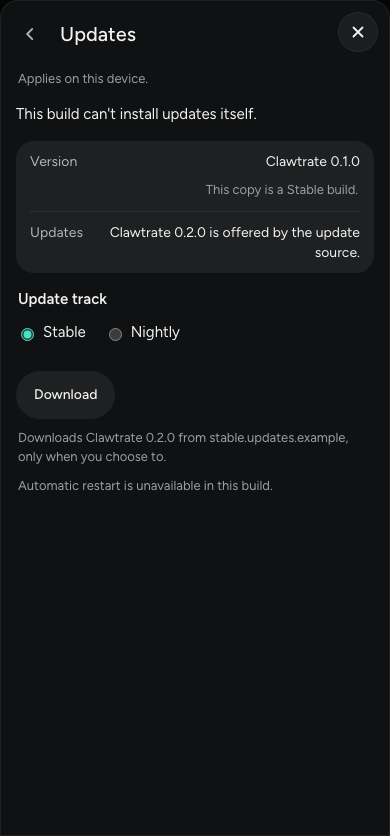 Updates
Applies on this device.
This build can't install updates itself.
Version
Clawtrate 0.1.0
This copy is a Stable build.
Updates
Clawtrate 0.2.0 is offered by the update
source.
Update track
Stable
Nightly
Download
Downloads Clawtrate 0.2.0 from stable.updates.example,
only when you choose to.
Automatic restart is unavailable in this build.